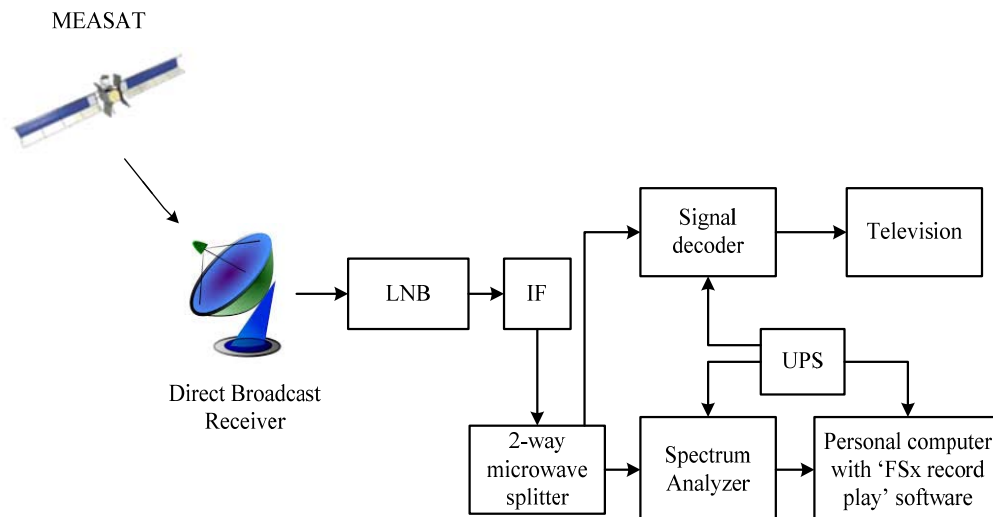 MEASAT
Signal
decoder
Television
LNB
IF
UPS
Direct Broadcast
Receiver
2-way
microwave
splitter
Spectrum
Analyzer
Personal computer
with ‘FSx record
play’ software